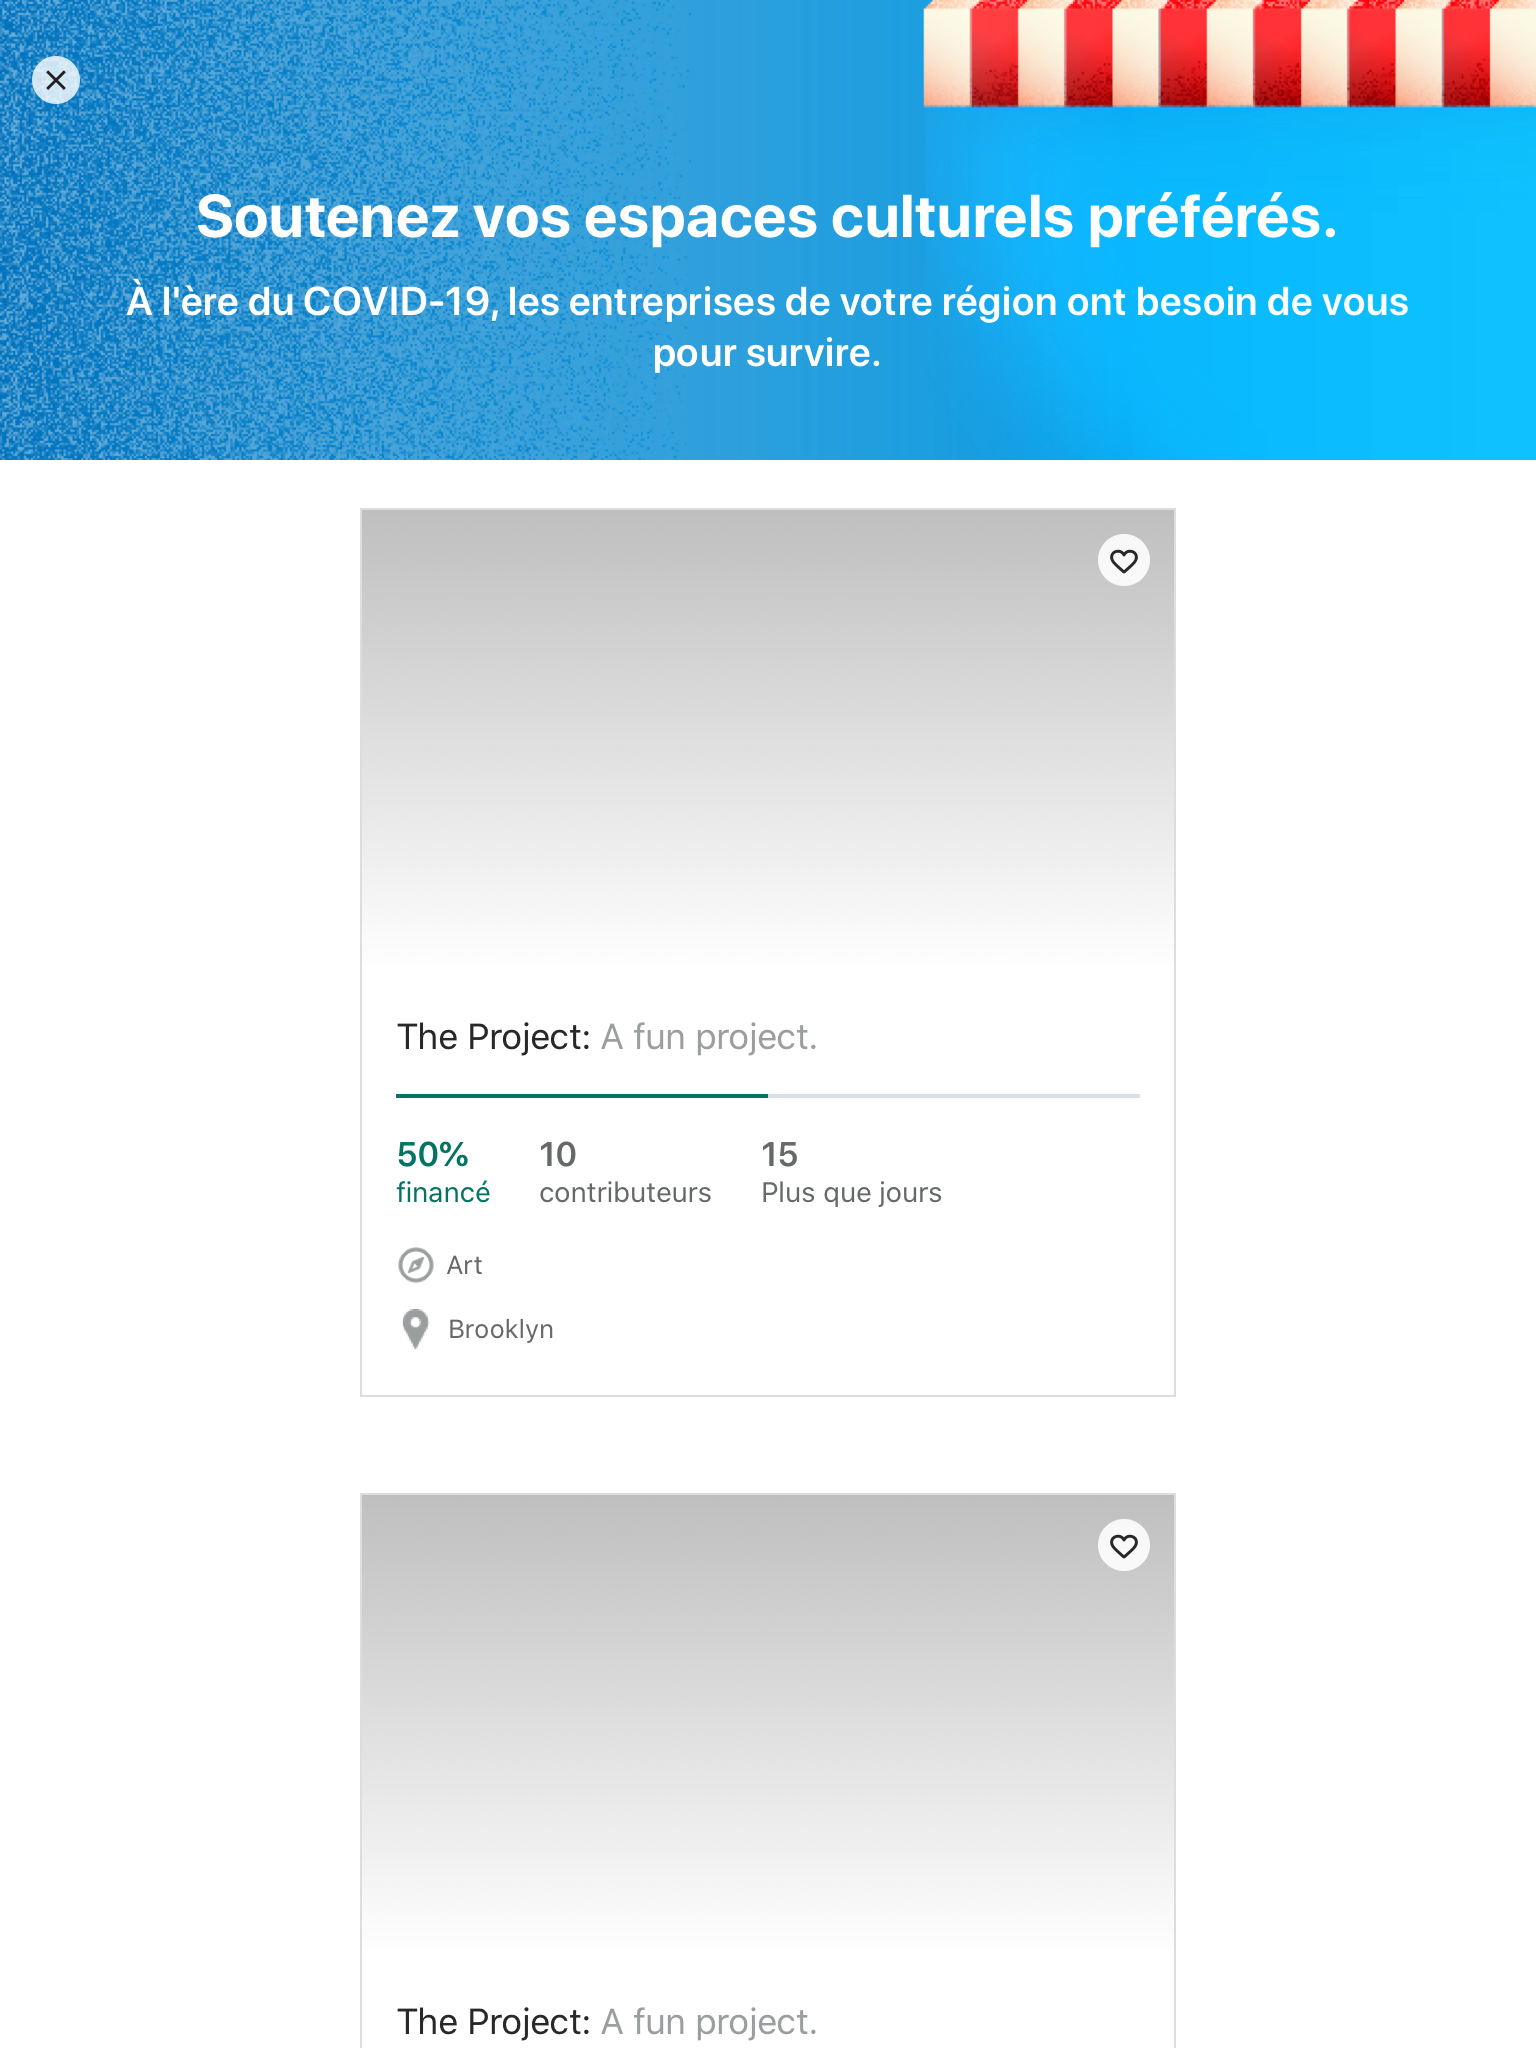 Soutenez vos espaces culturels préférés.
À l'ère du COVID-19, les entreprises de votre région ont besoin de vous
pour survire.
The Project: A fun project.
50% 10 15
financé contributeurs Plus que jours
Art
Brooklyn
The Project: A fun project.